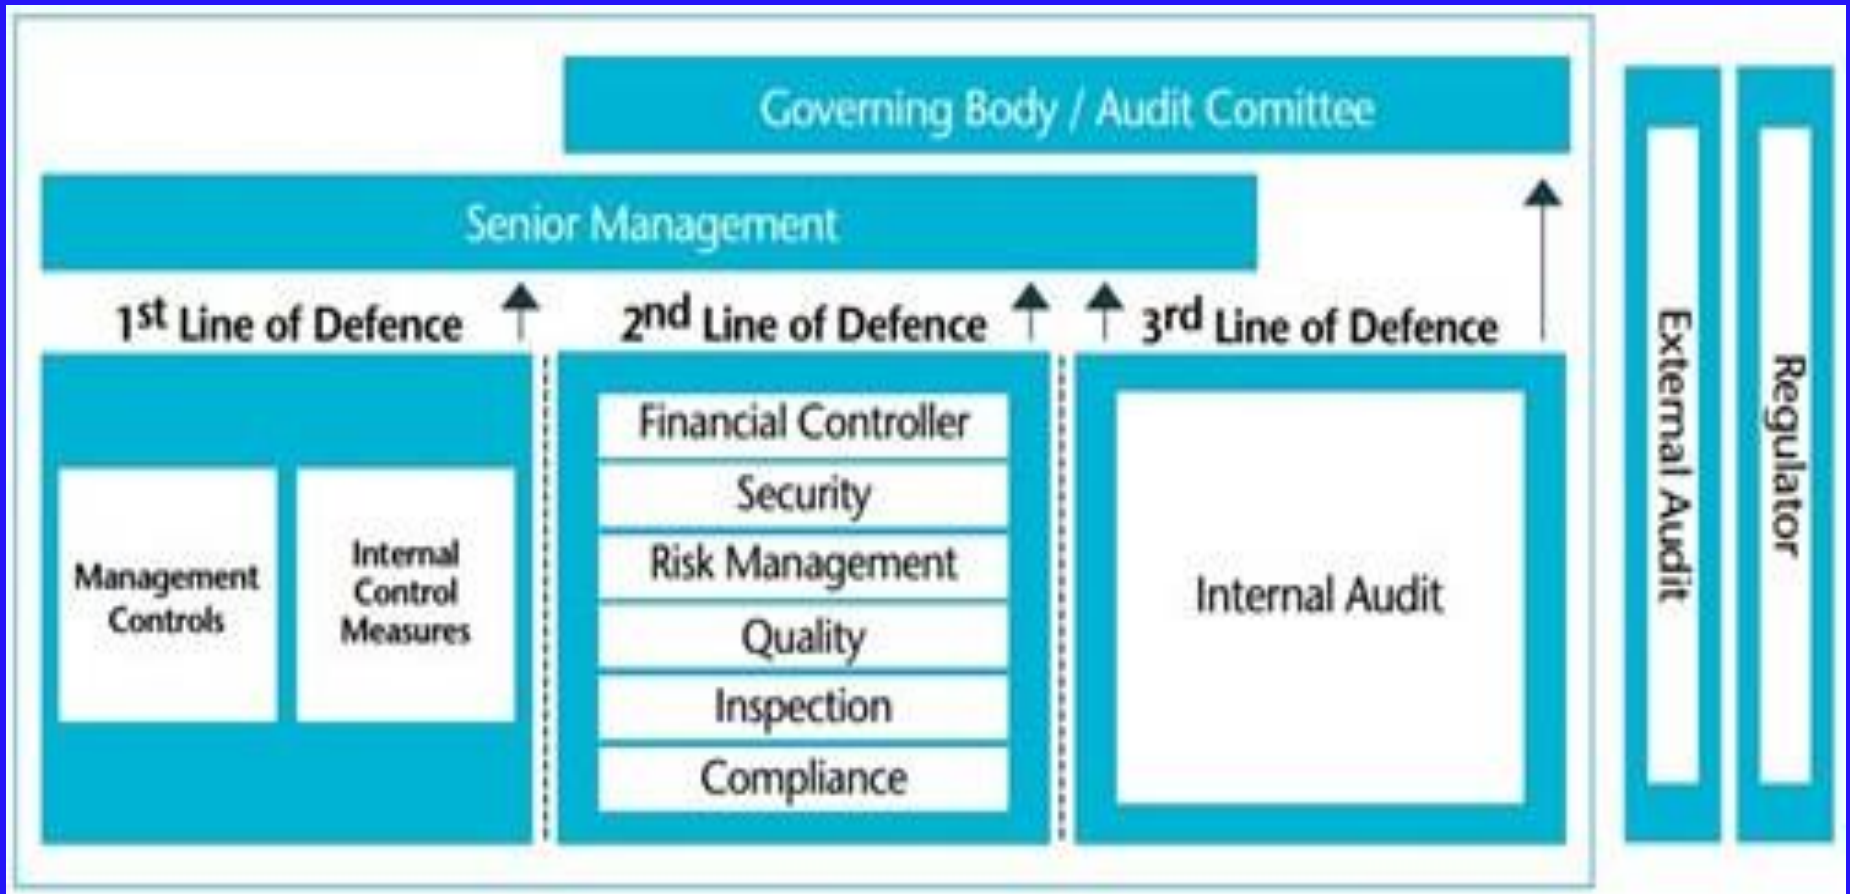 Governing Body / Audit Comittee
Senior Management
1st Line of Defence
2nd Line of Defence
3rd Line of Defence
Management
Controls
Internal
Control
Measures
Financial Controller
Security
Risk Management
Quality
Inspection
Compliance
Internal Audit
External Audit
Regulator